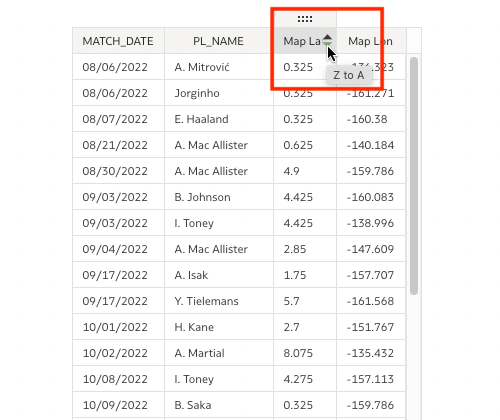 MATCH_DATE PL_NAME Map La Map Lon
08/06/2022 A. Mitrović 0.325 -134.323
Z to A
Jorginho 0.325 -161.271
08/07/2022 E. Haaland 0.325 -160.38
08/21/2022 A. Mac Allister 0.625 -140.184
08/30/2022 A. Mac Allister 4.9 -159.786
09/03/2022 B. Johnson 4.425 -160.083
09/03/2022 I. Toney 4.425 -138.996
09/04/2022 A. Mac Allister 2.85 -147.609
09/17/2022 A. Isak 1.75 -157.707
09/17/2022 Y. Tielemans 5.7 -161.568
10/01/2022 H. Kane 2.7 -151.767
10/02/2022 A. Martial 8.075 -135.432
10/08/2022 I. Toney 4.275 -157.113
10/09/2022 B. Saka 0.325 -159.786